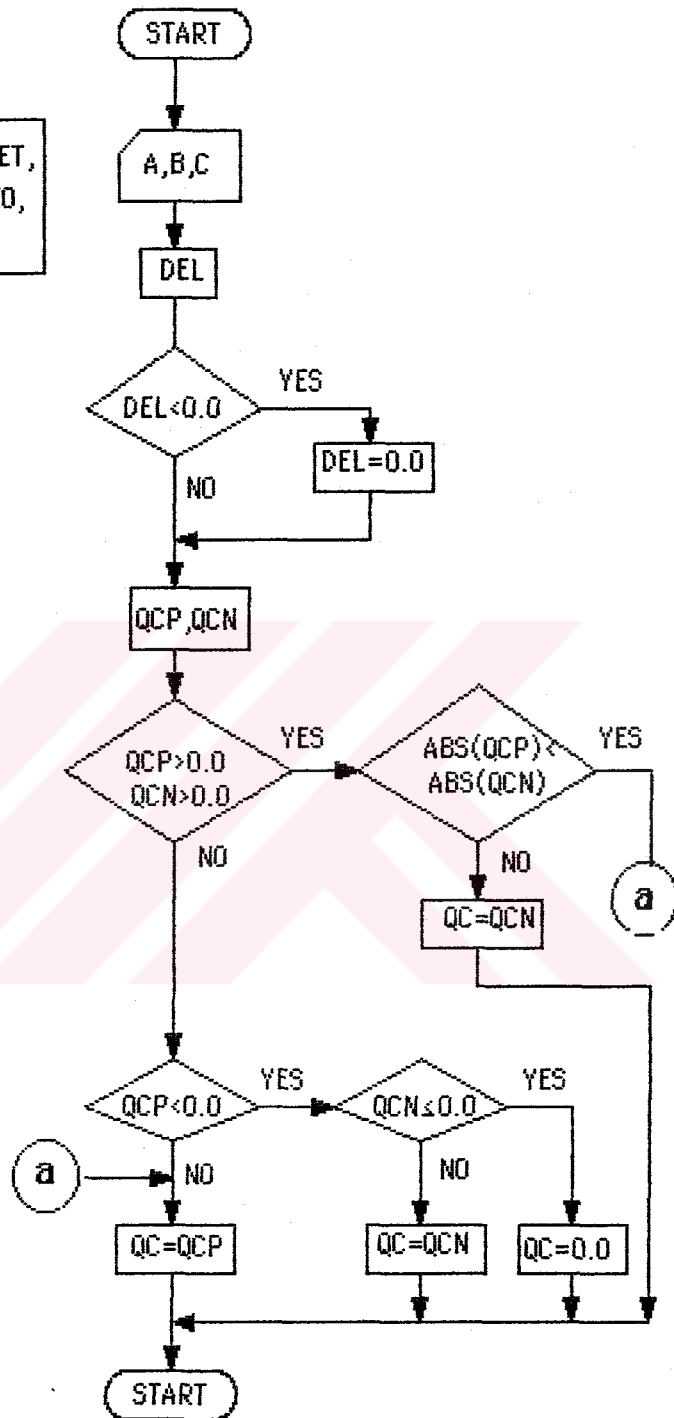 START
ET,
O,
A,B,C
DEL
DEL<0.0
YES
DEL=0.0
NO
QCP,QCN
QCP>0.0
QCN>0.0
YES
ABS(QCP)<
ABS(QCN)
YES
NO
NO
a
QC=QCN
QCP<0.0
YES
QCN≤0.0
YES
a
NO
NO
QC=QCP
QC=QCN
QC=0.0
START